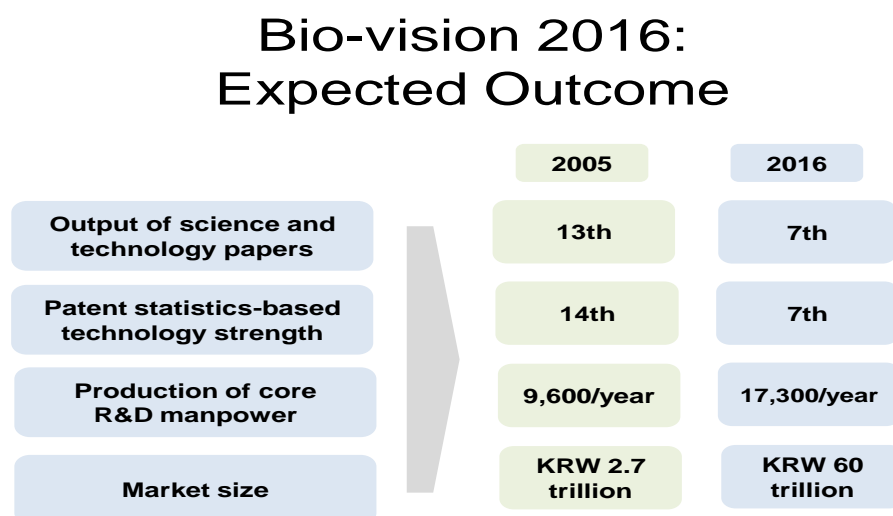 Bio-vision 2016:
Expected Outcome
2005
2016
Output of science and
technology papers
13th
7th
Patent statistics-based
technology strength
14th
7th
Production of core
R&D manpower
9,600/year
17,300/year
Market size
KRW 2.7
trillion
KRW 60
trillion